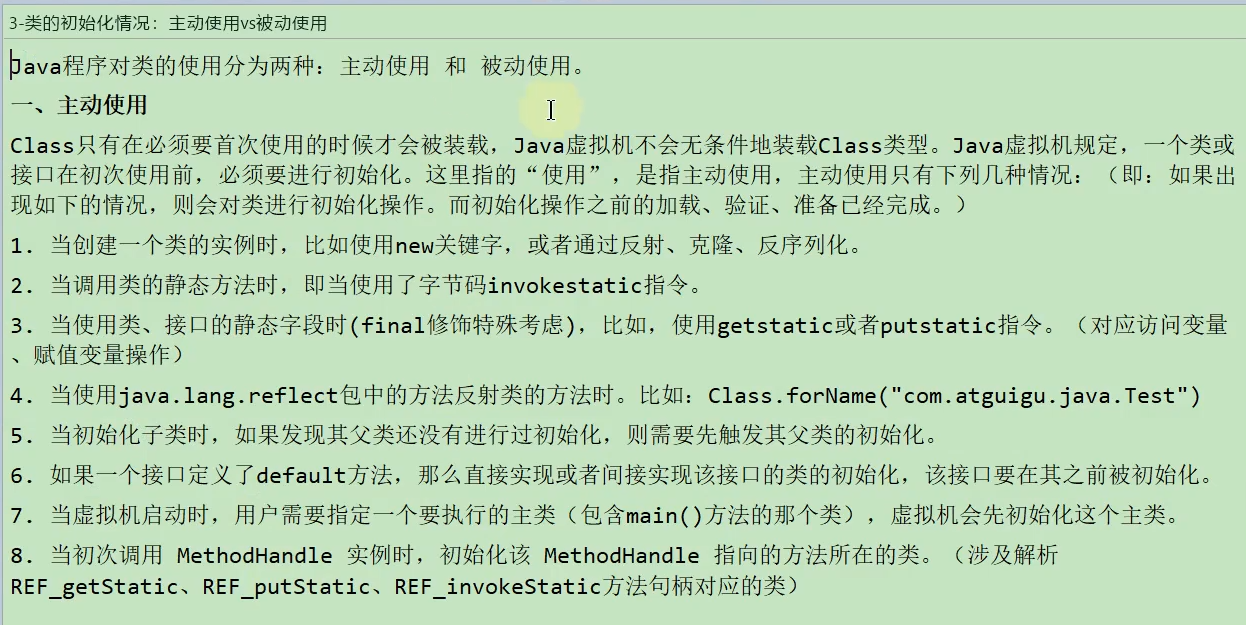 3-类的初始化情况：主动使用vs被动使用
Java程序对类的使用分为两种：主动使用 和 被动使用。
一、主动使用
Class只有在必须要首次使用的时候才会被装载，Java虚拟机不会无条件地装载Class类型。Java虚拟机规定，一个类或
接口在初次使用前，必须要进行初始化。这里指的“使用”，是指主动使用，主动使用只有下列几种情况：（即：如果出
现如下的情况，则会对类进行初始化操作。而初始化操作之前的加载、验证、准备已经完成。）
1. 当创建一个类的实例时，比如使用new关键字，或者通过反射、克隆、反序列化。
2. 当调用类的静态方法时，即当使用了字节码invokestatic指令。
3. 当使用类、接口的静态字段时(final修饰特殊考虑)，比如，使用getstatic或者putstatic指令。（对应访问变量
、赋值变量操作）
4. 当使用java.lang.reflect包中的方法反射类的方法时。比如：Class.forName("com.atguigu.java.Test")
5. 当初始化子类时，如果发现其父类还没有进行过初始化，则需要先触发其父类的初始化。
6. 如果一个接口定义了default方法，那么直接实现或者间接实现该接口的类的初始化，该接口要在其之前被初始化。
7. 当虚拟机启动时，用户需要指定一个要执行的主类（包含main()方法的那个类），虚拟机会先初始化这个主类。
8. 当初次调用 MethodHandle 实例时，初始化该 MethodHandle 指向的方法所在的类。（涉及解析
REF_getStatic、REF_putStatic、REF_invokeStatic方法句柄对应的类）